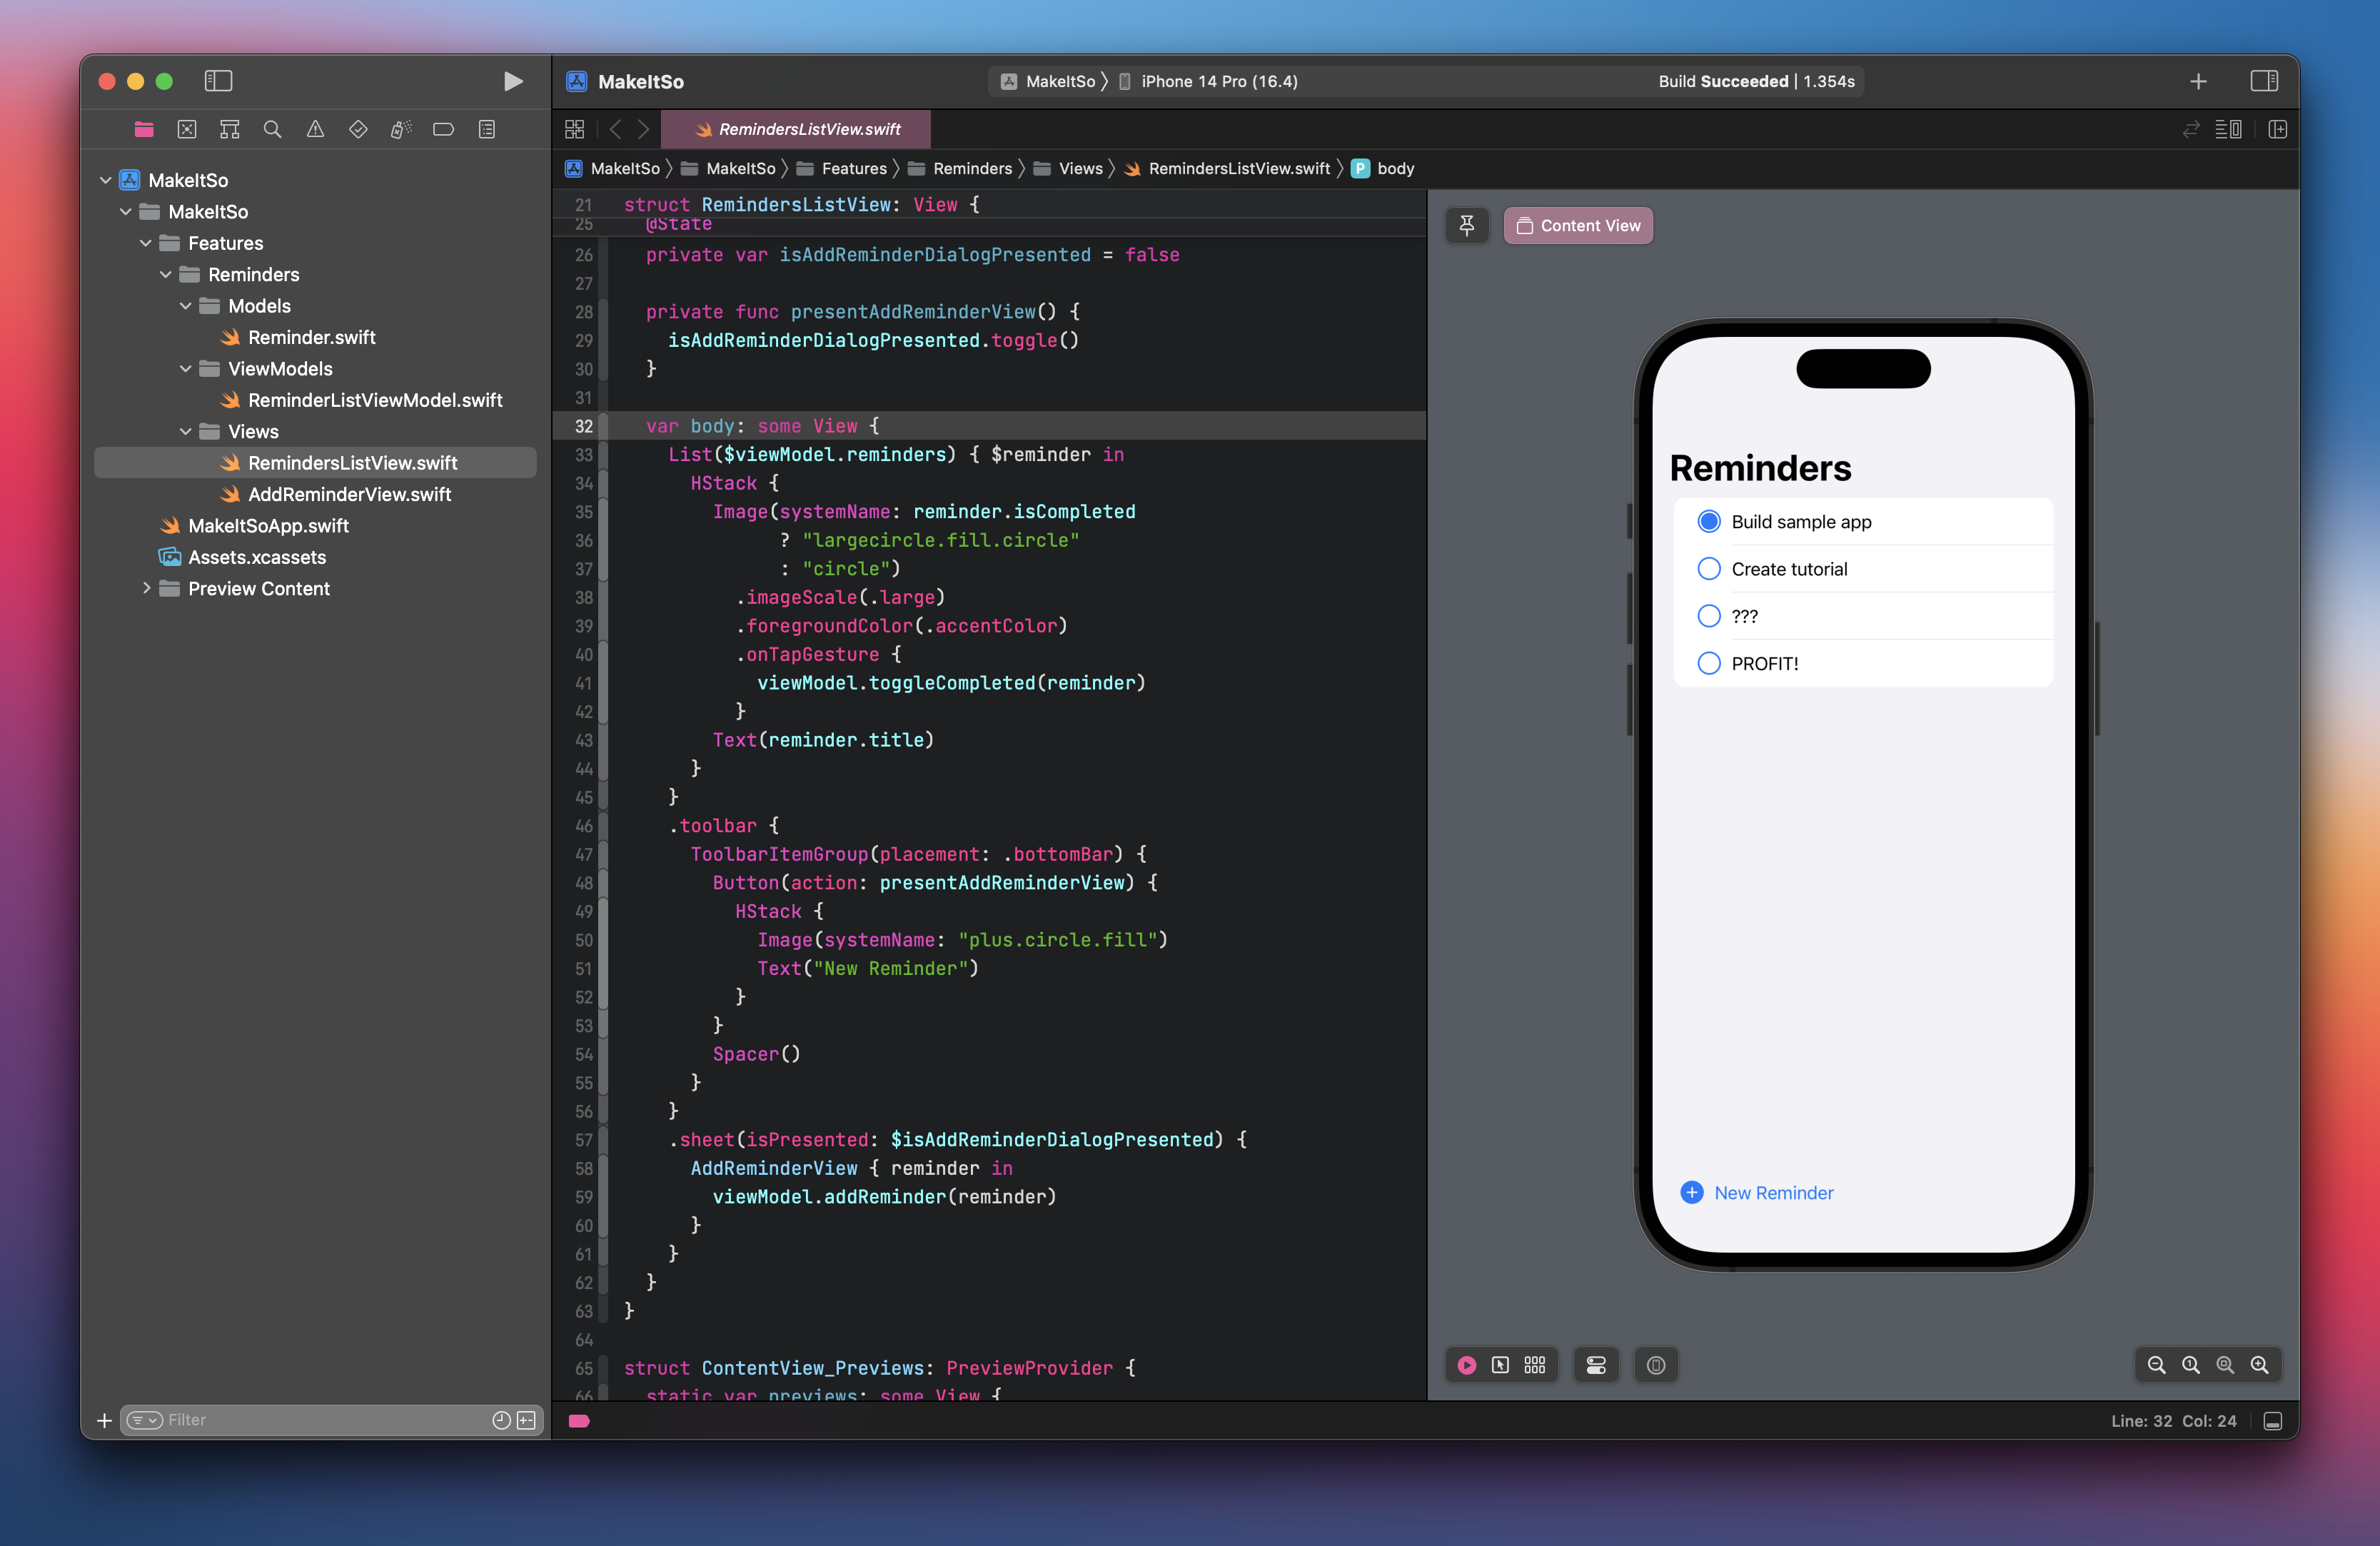 MakeItSo
MakeItSo 〉 iPhone 14 Pro (16.4)
Build Succeeded | 1.354s
RemindersListView.swift
MakeItSo 〉 MakeItSo 〉 Features 〉 Reminders 〉 Views 〉 RemindersListView.swift 〉 P body
MakeItSo
MakeItSo
Features
Reminders
Models
Reminder.swift
ViewModels
ReminderListViewModel.swift
Views
RemindersListView.swift
AddReminderView.swift
MakeItSoApp.swift
Assets.xcassets
Preview Content
Filter
21 struct RemindersListView: View {
25   @State
26   private var isAddReminderDialogPresented = false
27
28   private func presentAddReminderView() {
29     isAddReminderDialogPresented.toggle()
30   }
31
32   var body: some View {
33     List($viewModel.reminders) { $reminder in
34       HStack {
35         Image(systemName: reminder.isCompleted
36               ? "largecircle.fill.circle"
37               : "circle")
38           .imageScale(.large)
39           .foregroundColor(.accentColor)
40           .onTapGesture {
41             viewModel.toggleCompleted(reminder)
42           }
43         Text(reminder.title)
44       }
45     }
46     .toolbar {
47       ToolbarItemGroup(placement: .bottomBar) {
48         Button(action: presentAddReminderView) {
49           HStack {
50             Image(systemName: "plus.circle.fill")
51             Text("New Reminder")
52           }
53         }
54         Spacer()
55       }
56     }
57     .sheet(isPresented: $isAddReminderDialogPresented) {
58       AddReminderView { reminder in
59         viewModel.addReminder(reminder)
60       }
61     }
62   }
63 }
64
65 struct ContentView_Previews: PreviewProvider {
66   static var previews: some View {
Content View
Reminders
Build sample app
Create tutorial
???
PROFIT!
New Reminder
Line: 32 Col: 24